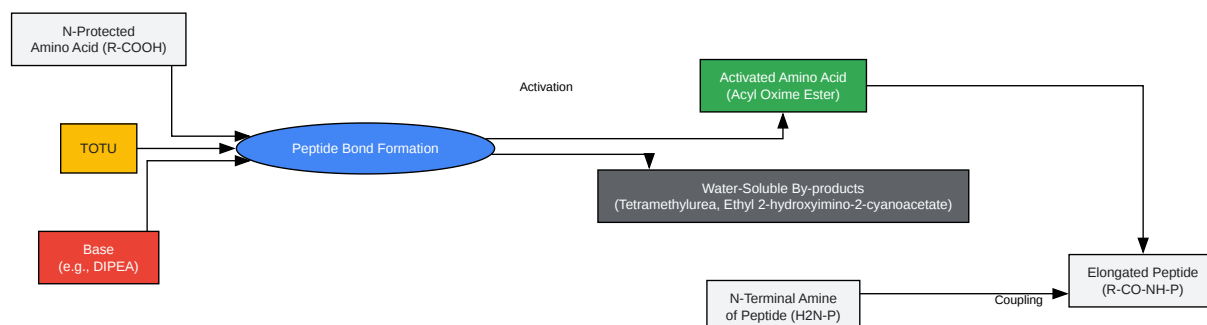 N-Protected
Amino Acid (R-COOH)
Activation
Activated Amino Acid
(Acyl Oxime Ester)
TOTU
Peptide Bond Formation
Water-Soluble By-products
(Tetramethylurea, Ethyl 2-hydroxyimino-2-cyanoacetate)
Base
(e.g., DIPEA)
N-Terminal Amine
of Peptide (H2N-P)
Coupling
Elongated Peptide
(R-CO-NH-P)